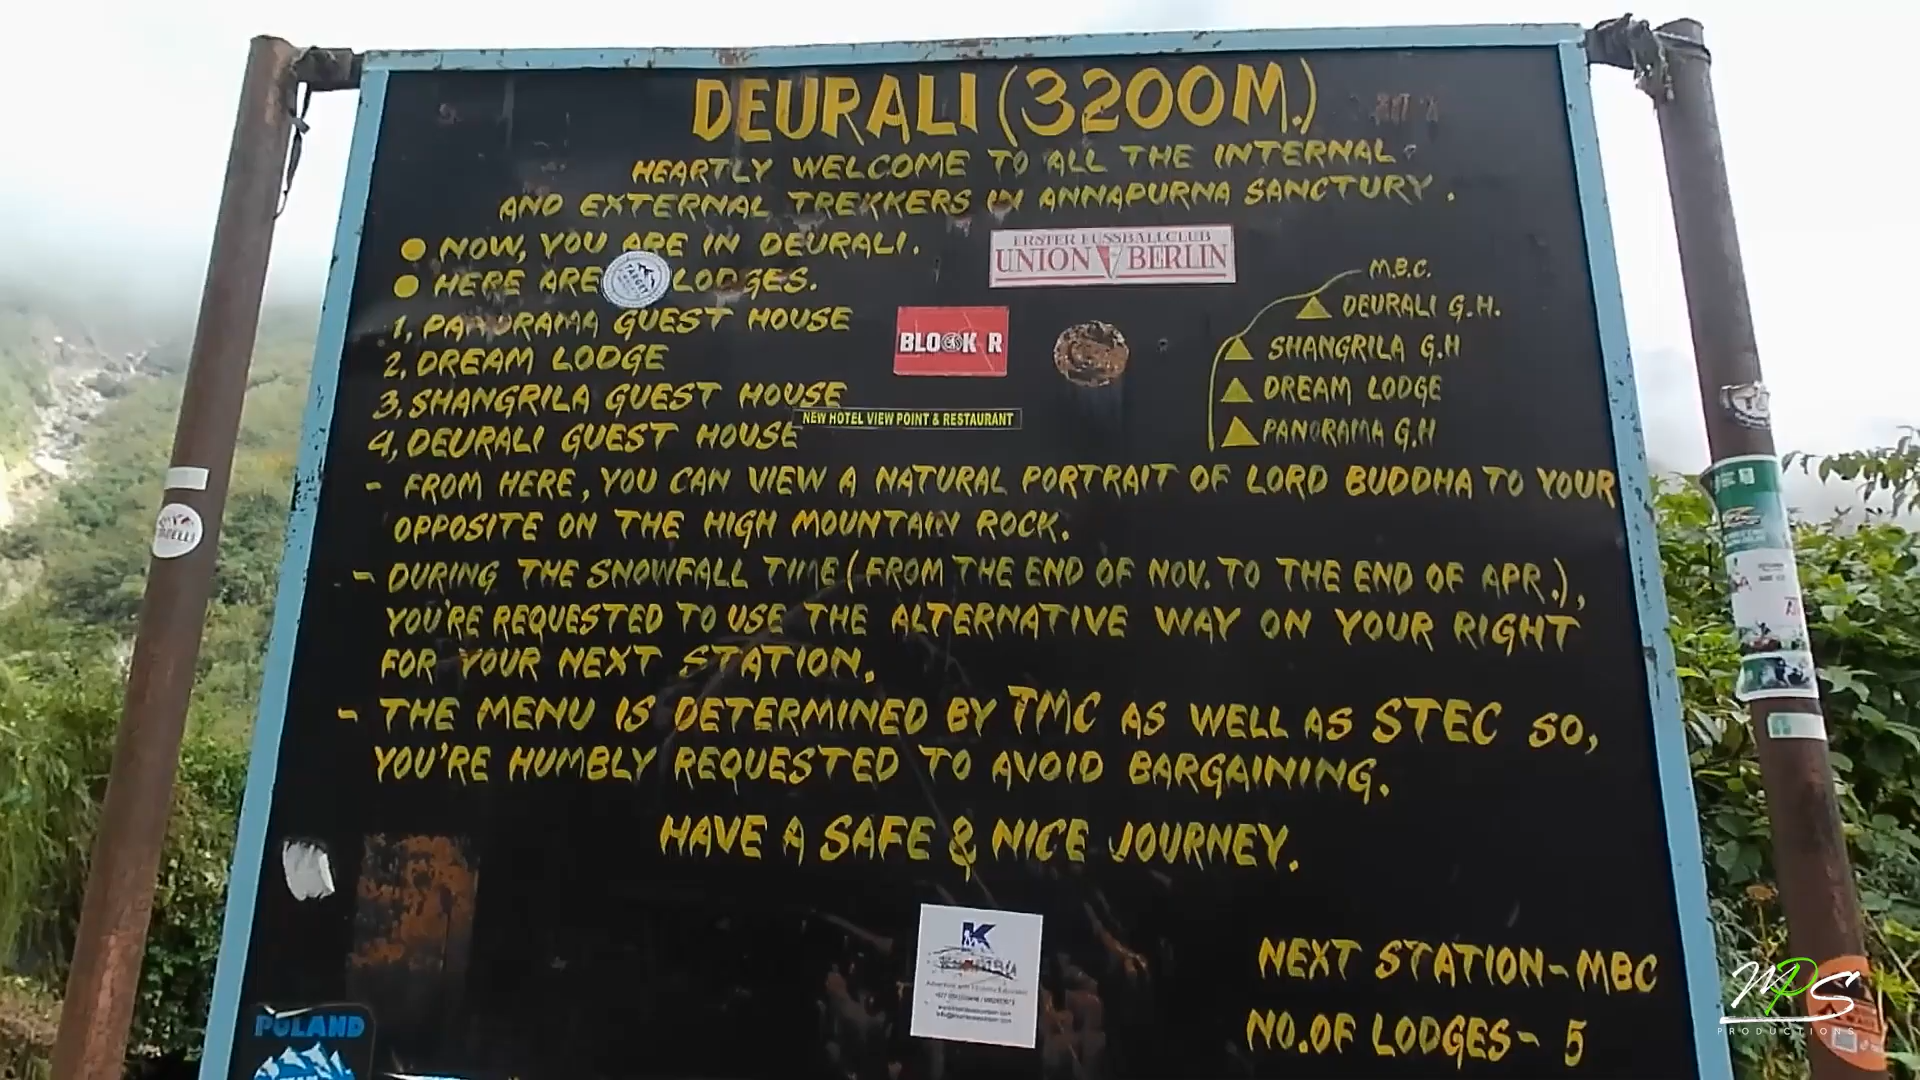 DEURALI (3200M.)
HEARTLY WELCOME TO ALL THE INTERNAL
AND EXTERNAL TREKKERS IN ANNAPURNA SANCTURY.
● NOW, YOU ARE IN DEURALI.
● HERE ARE LODGES.
TARGET
1, PANORAMA GUEST HOUSE
2, DREAM LODGE
3, SHANGRILA GUEST HOUSE
4, DEURALI GUEST HOUSE
ERSTER FUSSBALLCLUB
UNION BERLIN
BLOCK R
NEW HOTEL VIEW POINT & RESTAURANT
M.B.C.
DEURALI G.H.
SHANGRILA G.H
DREAM LODGE
PANORAMA G.H
- FROM HERE, YOU CAN VIEW A NATURAL PORTRAIT OF LORD BUDDHA TO YOUR
OPPOSITE ON THE HIGH MOUNTAIN ROCK.
- DURING THE SNOWFALL TIME (FROM THE END OF NOV. TO THE END OF APR.),
YOU'RE REQUESTED TO USE THE ALTERNATIVE WAY ON YOUR RIGHT
FOR YOUR NEXT STATION.
- THE MENU IS DETERMINED BY TMC AS WELL AS STEC SO,
YOU'RE HUMBLY REQUESTED TO AVOID BARGAINING.
HAVE A SAFE & NICE JOURNEY.
K
NEXT STATION-MBC
NO.OF LODGES- 5
POLAND
MPS
PRODUCTIONS